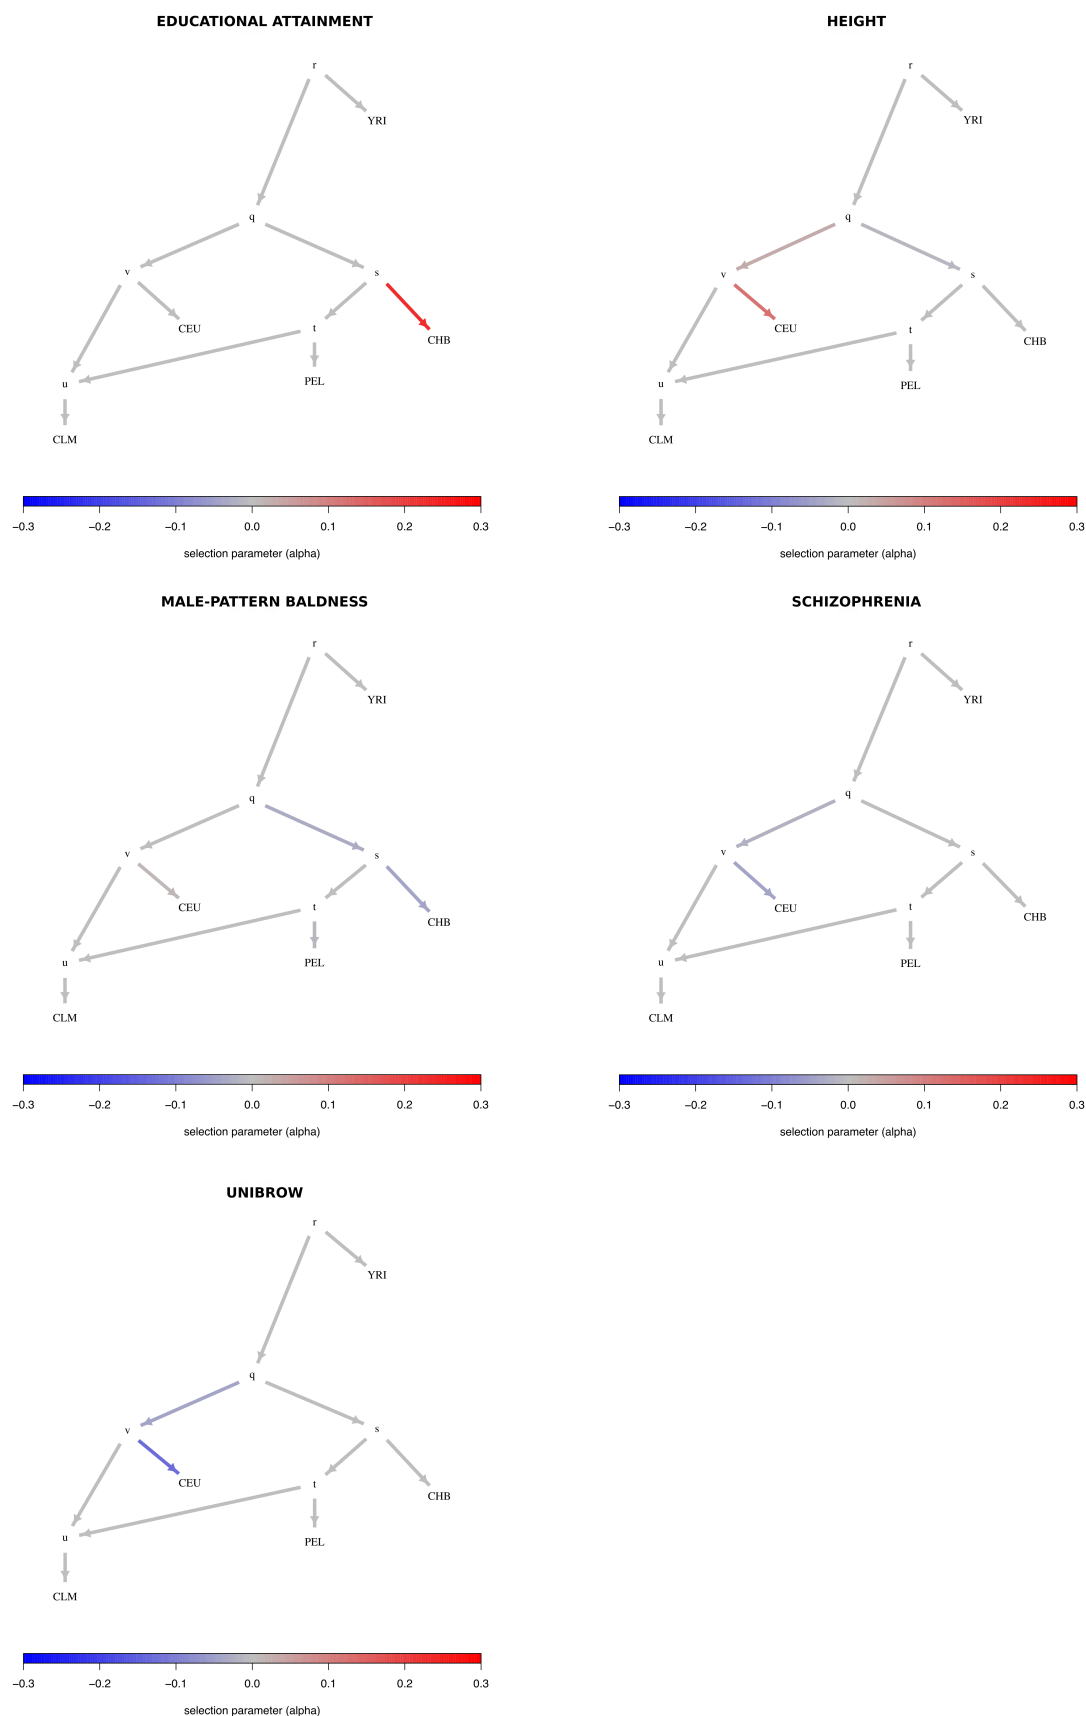 EDUCATIONAL ATTAINMENT
r
YRI
q
v
s
CEU
t
CHB
u
PEL
CLM
−0.3 −0.2 −0.1 0.0 0.1 0.2 0.3
selection parameter (alpha)
HEIGHT
r
YRI
q
v
s
CEU
t
CHB
u
PEL
CLM
−0.3 −0.2 −0.1 0.0 0.1 0.2 0.3
selection parameter (alpha)
MALE-PATTERN BALDNESS
r
YRI
q
v
s
CEU
t
CHB
u
PEL
CLM
−0.3 −0.2 −0.1 0.0 0.1 0.2 0.3
selection parameter (alpha)
SCHIZOPHRENIA
r
YRI
q
v
s
CEU
t
CHB
u
PEL
CLM
−0.3 −0.2 −0.1 0.0 0.1 0.2 0.3
selection parameter (alpha)
UNIBROW
r
YRI
q
v
s
CEU
t
CHB
u
PEL
CLM
−0.3 −0.2 −0.1 0.0 0.1 0.2 0.3
selection parameter (alpha)